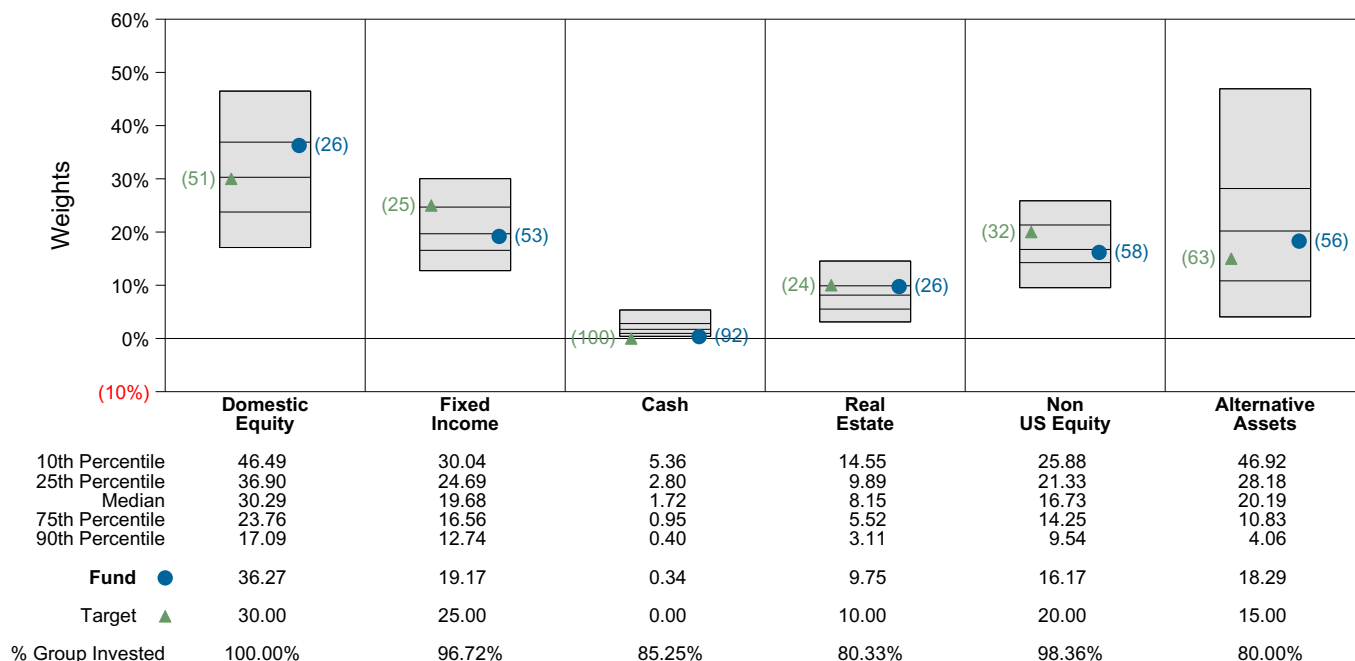 60%
50%
40%
30%
20%
10%
0%
(10%)
Weights
(51)
(26)
(25)
(53)
(100)
(92)
(24)
(26)
(32)
(58)
(63)
(56)
Domestic Equity Fixed Income Cash Real Estate Non US Equity Alternative Assets
10th Percentile 46.49 30.04 5.36 14.55 25.88 46.92
25th Percentile 36.90 24.69 2.80 9.89 21.33 28.18
Median 30.29 19.68 1.72 8.15 16.73 20.19
75th Percentile 23.76 16.56 0.95 5.52 14.25 10.83
90th Percentile 17.09 12.74 0.40 3.11 9.54 4.06
Fund 36.27 19.17 0.34 9.75 16.17 18.29
Target 30.00 25.00 0.00 10.00 20.00 15.00
% Group Invested 100.00% 96.72% 85.25% 80.33% 98.36% 80.00%